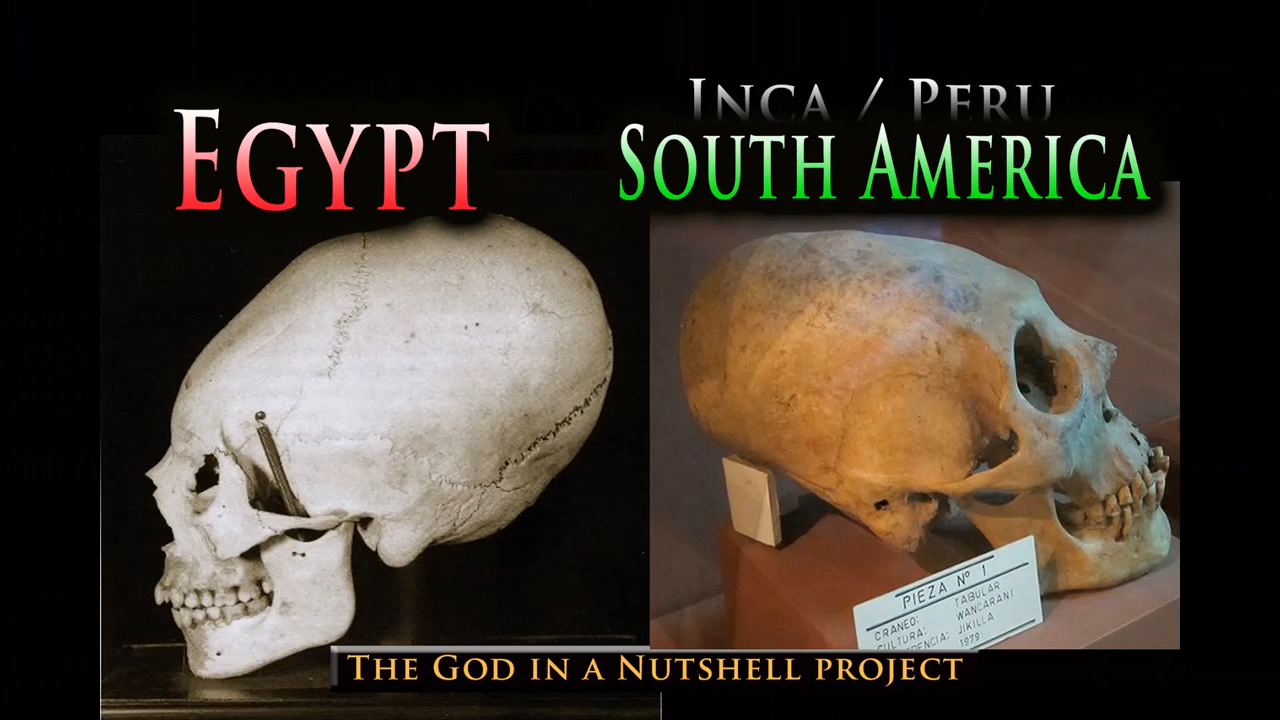 EGYPT
INCA / PERU
SOUTH AMERICA
PIEZA Nº 1
CRANEO: TABULAR
CULTURA: WANCARANI
DENCIA: JIKILLA
1979
THE GOD IN A NUTSHELL PROJECT